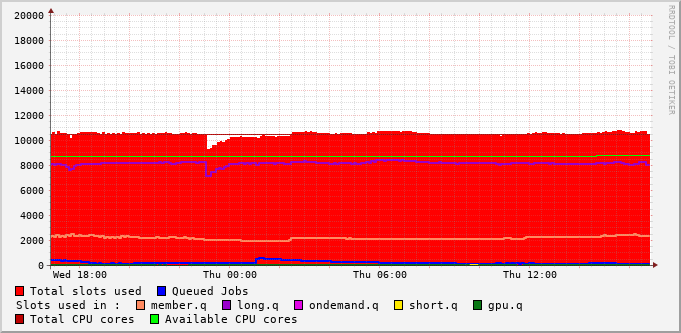 20000
18000
16000
14000
12000
10000
8000
6000
4000
2000
0
Wed 18:00 Thu 00:00 Thu 06:00 Thu 12:00
RRDTOOL / TOBI OETIKER
Total slots used Queued Jobs
Slots used in : member.q long.q ondemand.q short.q gpu.q
Total CPU cores Available CPU cores